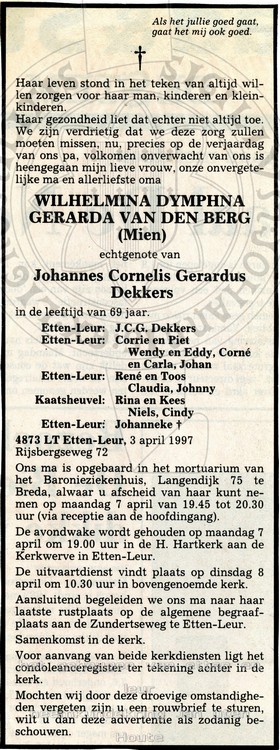 Als het jullie goed gaat,
gaat het mij ook goed.
†
Haar leven stond in het teken van altijd wil-
len zorgen voor haar man, kinderen en klein-
kinderen.
Haar gezondheid liet dat echter niet altijd toe.
We zijn verdrietig dat we deze zorg zullen
moeten missen, nu, precies op de verjaardag
van ons pa, volkomen onverwacht van ons is
heengegaan mijn lieve vrouw, onze onvergete-
lijke ma en allerliefste oma
WILHELMINA DYMPHNA
GERARDA VAN DEN BERG
(Mien)
echtgenote van
Johannes Cornelis Gerardus
Dekkers
in de leeftijd van 69 jaar.
Etten-Leur: J.C.G. Dekkers
Etten-Leur: Corrie en Piet
Wendy en Eddy, Corné
en Carla, Johan
Etten-Leur: René en Toos
Claudia, Johnny
Kaatsheuvel: Rina en Kees
Niels, Cindy
Etten-Leur: Johanneke †
4873 LT Etten-Leur, 3 april 1997
Rijsbergseweg 72
Ons ma is opgebaard in het mortuarium van
het Baronieziekenhuis, Langendijk 75 te
Breda, alwaar u afscheid van haar kunt ne-
men op maandag 7 april van 19.45 tot 20.30
uur (via receptie aan de hoofdingang).
De avondwake wordt gehouden op maandag 7
april om 19.00 uur in de H. Hartkerk aan de
Kerkwerve in Etten-Leur.
De uitvaartdienst vindt plaats op dinsdag 8
april om 10.30 uur in bovengenoemde kerk.
Aansluitend begeleiden we ons ma naar haar
laatste rustplaats op de algemene begraaf-
plaats aan de Zundertseweg te Etten-Leur.
Samenkomst in de kerk.
Voor aanvang van beide kerkdiensten ligt het
condoleanceregister ter tekening achter in de
kerk.
Mochten wij door deze droevige omstandighe-
den vergeten zijn u een rouwbrief te sturen,
wilt u dan deze advertentie als zodanig be-
schouwen.